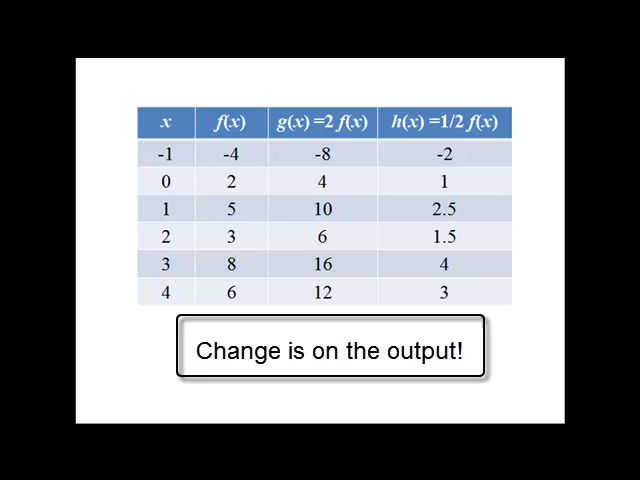 x f(x) g(x) =2 f(x) h(x) =1/2 f(x)
-1 -4 -8 -2
0 2 4 1
1 5 10 2.5
2 3 6 1.5
3 8 16 4
4 6 12 3
Change is on the output!